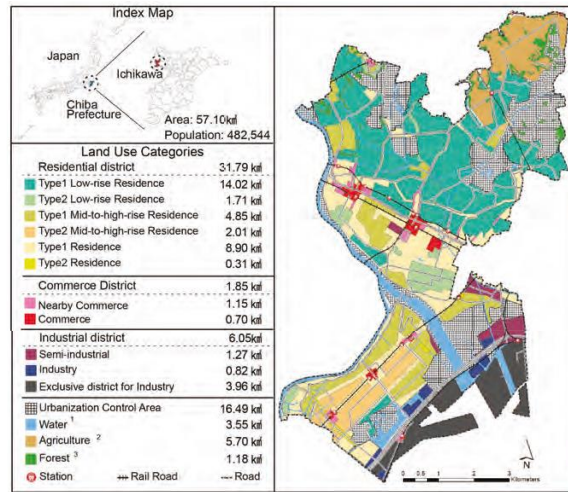 Index Map
Japan
Ichikawa
Chiba
Prefecture
Area: 57.10㎢
Population: 482,544
Land Use Categories
Residential district 31.79 ㎢
Type1 Low-rise Residence 14.02 ㎢
Type2 Low-rise Residence 1.71 ㎢
Type1 Mid-to-high-rise Residence 4.85 ㎢
Type2 Mid-to-high-rise Residence 2.01 ㎢
Type1 Residence 8.90 ㎢
Type2 Residence 0.31 ㎢
Commerce District 1.85 ㎢
Nearby Commerce 1.15 ㎢
Commerce 0.70 ㎢
Industrial district 6.05㎢
Semi-industrial 1.27 ㎢
Industry 0.82 ㎢
Exclusive district for Industry 3.96 ㎢
Urbanization Control Area 16.49 ㎢
Water 1 3.55 ㎢
Agriculture 2 5.70 ㎢
Forest 3 1.18 ㎢
Station Rail Road Road
N
0 0.5 1 2 3
Kilometers